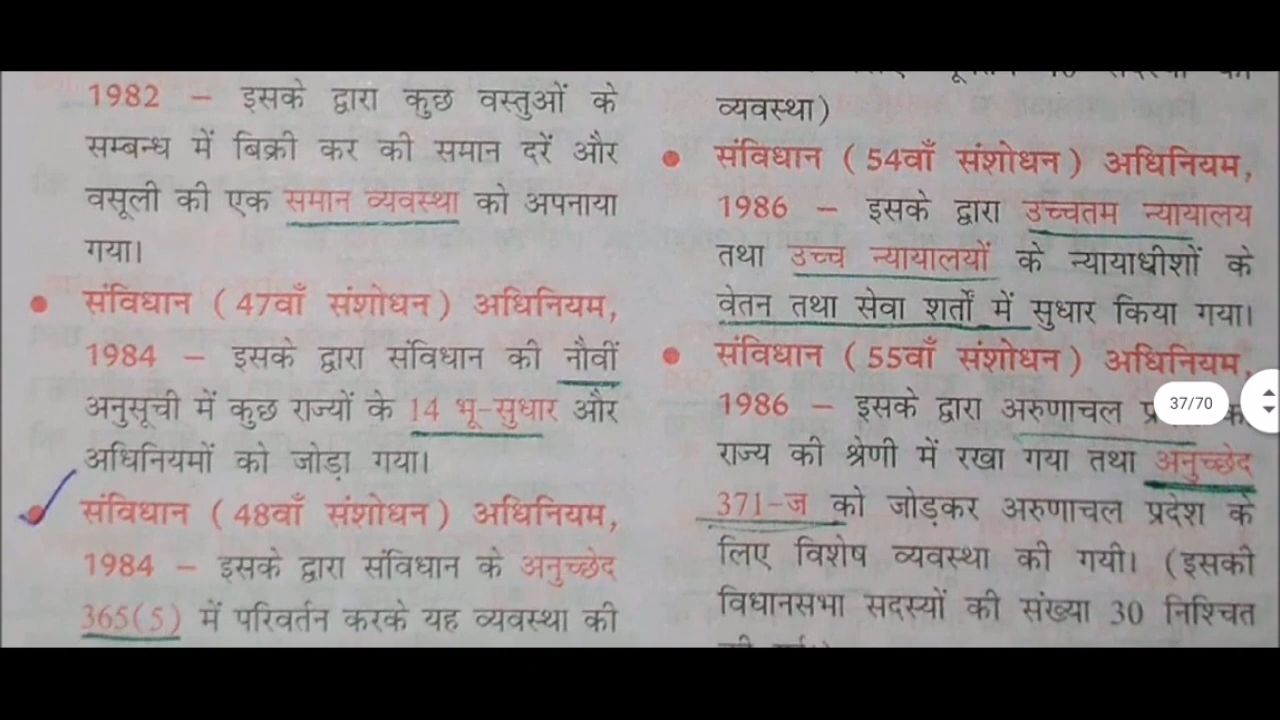 1982 – इसके द्वारा कुछ वस्तुओं के
सम्बन्ध में बिक्री कर की समान दरें और
वसूली की एक समान व्यवस्था को अपनाया
गया।
• संविधान (47वाँ संशोधन) अधिनियम,
1984 – इसके द्वारा संविधान की नौवीं
अनुसूची में कुछ राज्यों के 14 भू-सुधार और
अधिनियमों को जोड़ा गया।
• संविधान (48वाँ संशोधन) अधिनियम,
1984 – इसके द्वारा संविधान के अनुच्छेद
365(5) में परिवर्तन करके यह व्यवस्था की
व्यवस्था)
• संविधान (54वाँ संशोधन) अधिनियम,
1986 – इसके द्वारा उच्चतम न्यायालय
तथा उच्च न्यायालयों के न्यायाधीशों के
वेतन तथा सेवा शर्तों में सुधार किया गया।
• संविधान (55वाँ संशोधन) अधिनियम,
1986 – इसके द्वारा अरुणाचल
राज्य की श्रेणी में रखा गया तथा अनुच्छेद
371-ज को जोड़कर अरुणाचल प्रदेश के
लिए विशेष व्यवस्था की गयी। (इसकी
विधानसभा सदस्यों की संख्या 30 निश्चित
37/70